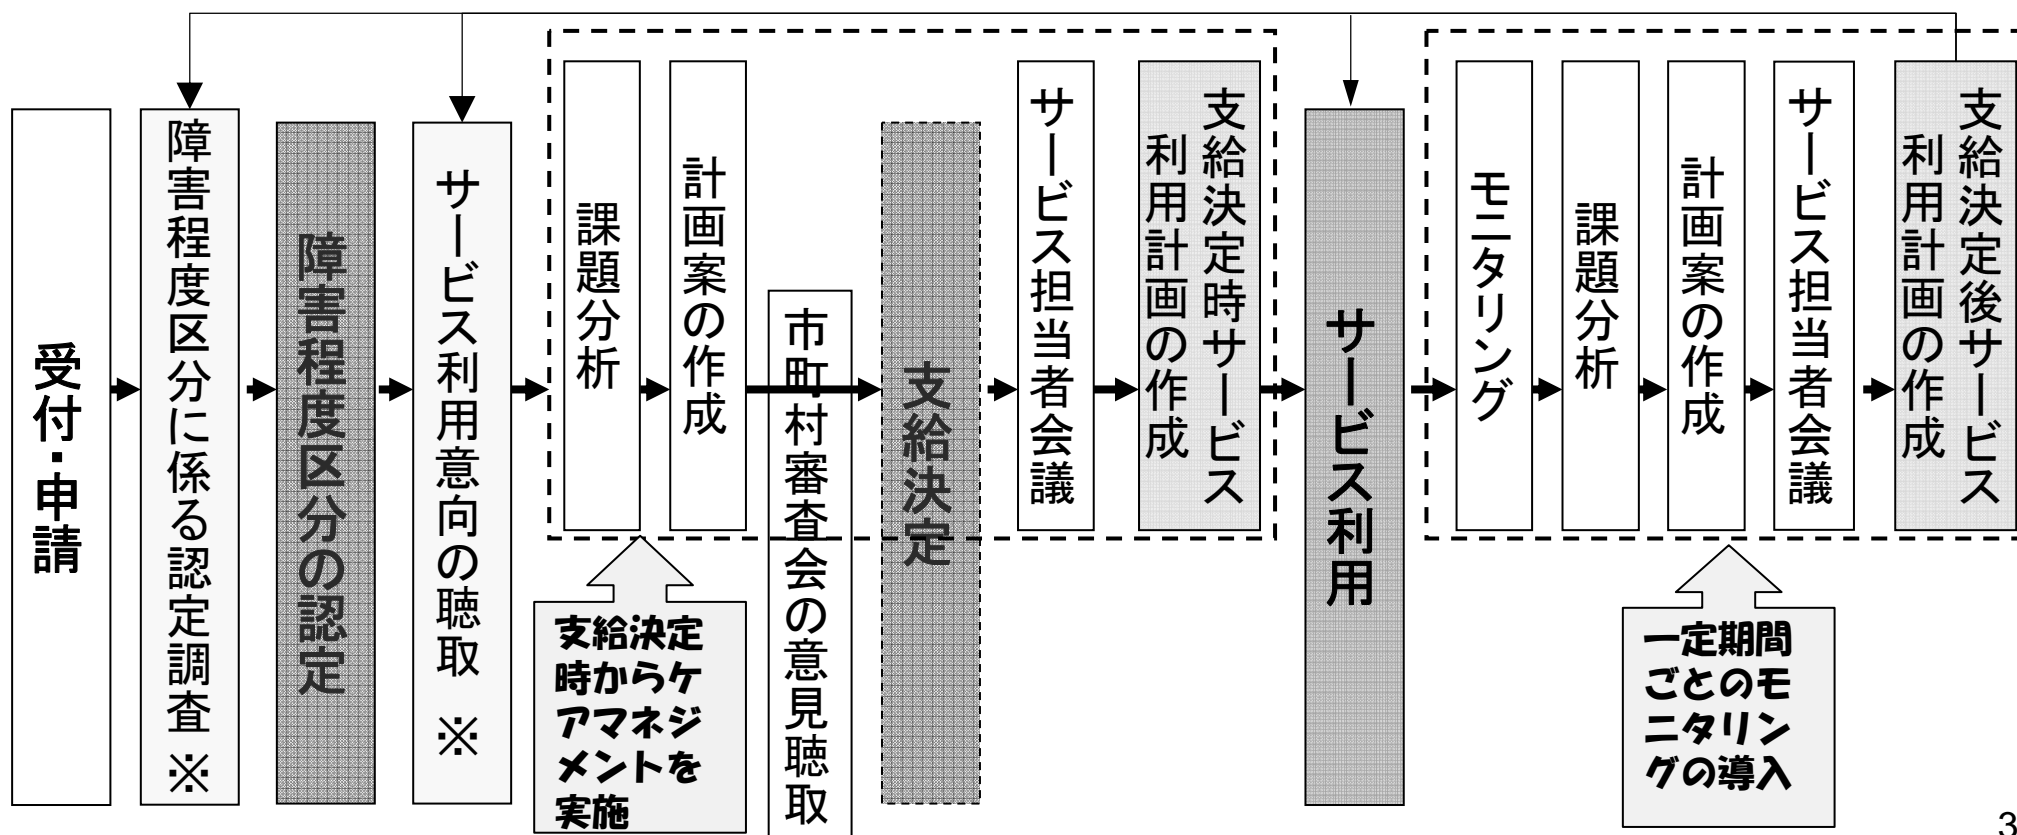 受付・申請
障害程度区分に係る認定調査 ※
障害程度区分の認定
サービス利用意向の聴取 ※
課題分析
計画案の作成
市町村審査会の意見聴取
支給決定
サービス担当者会議
支給決定時サービス
利用計画の作成
サービス利用
モニタリング
課題分析
計画案の作成
サービス担当者会議
支給決定後サービス
利用計画の作成
支給決定
時からケ
アマネジ
メントを
実施
一定期間
ごとのモ
ニタリン
グの導入
3